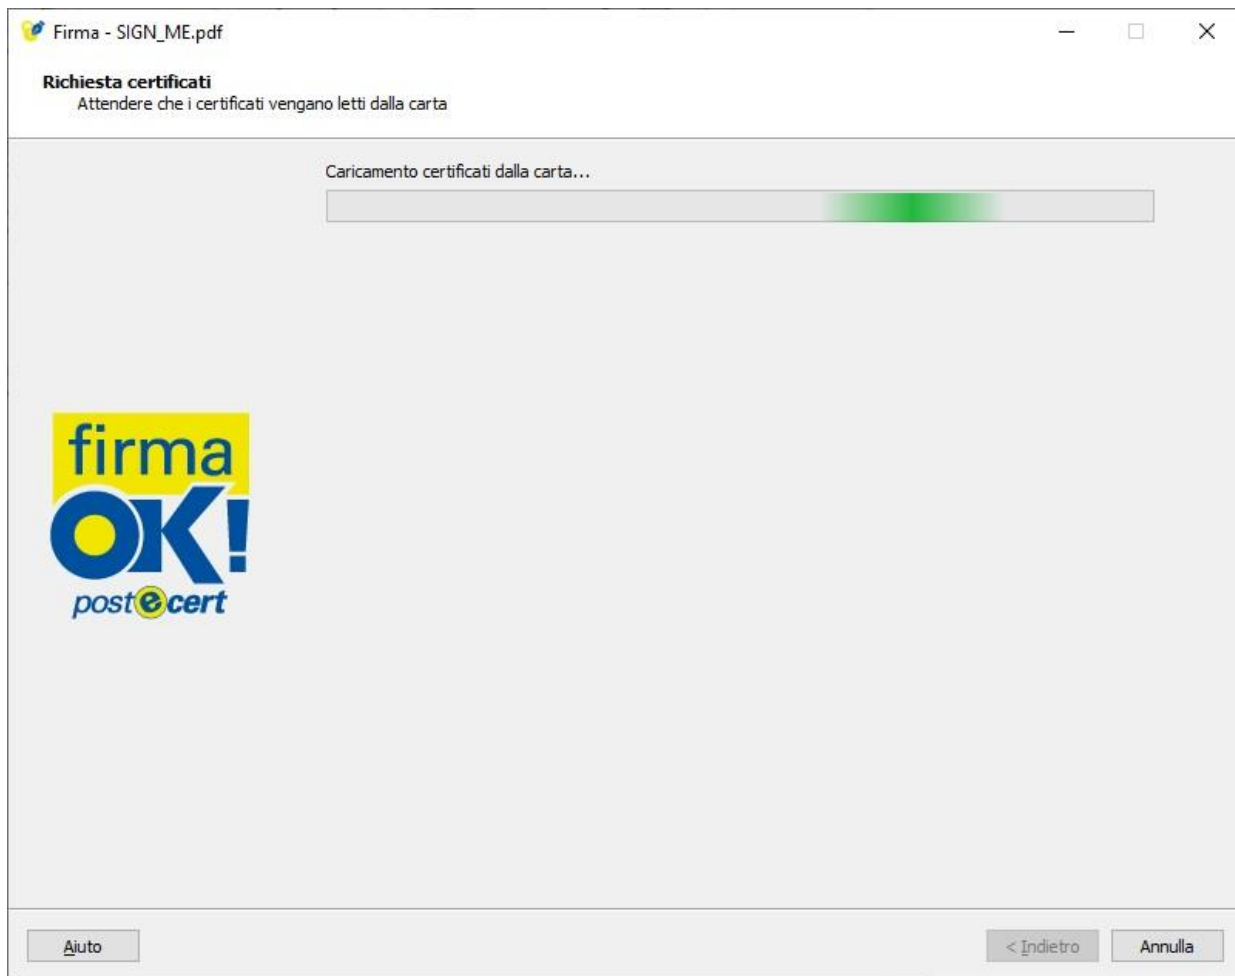 Firma - SIGN_ME.pdf
Richiesta certificati
Attendere che i certificati vengano letti dalla carta
Caricamento certificati dalla carta...
firma
OK!
postecert
Aiuto
< Indietro
Annulla